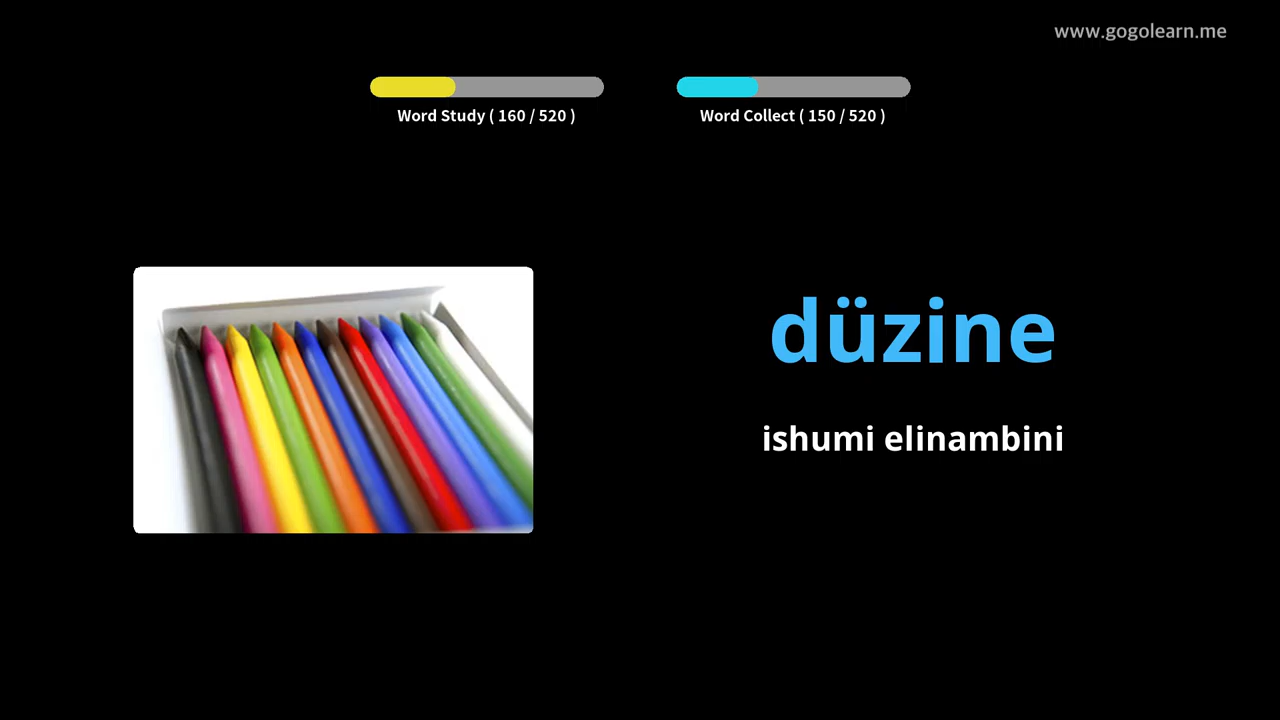 www.gogolearn.me
Word Study ( 160 / 520 )
Word Collect ( 150 / 520 )
düzine
ishumi elinambini